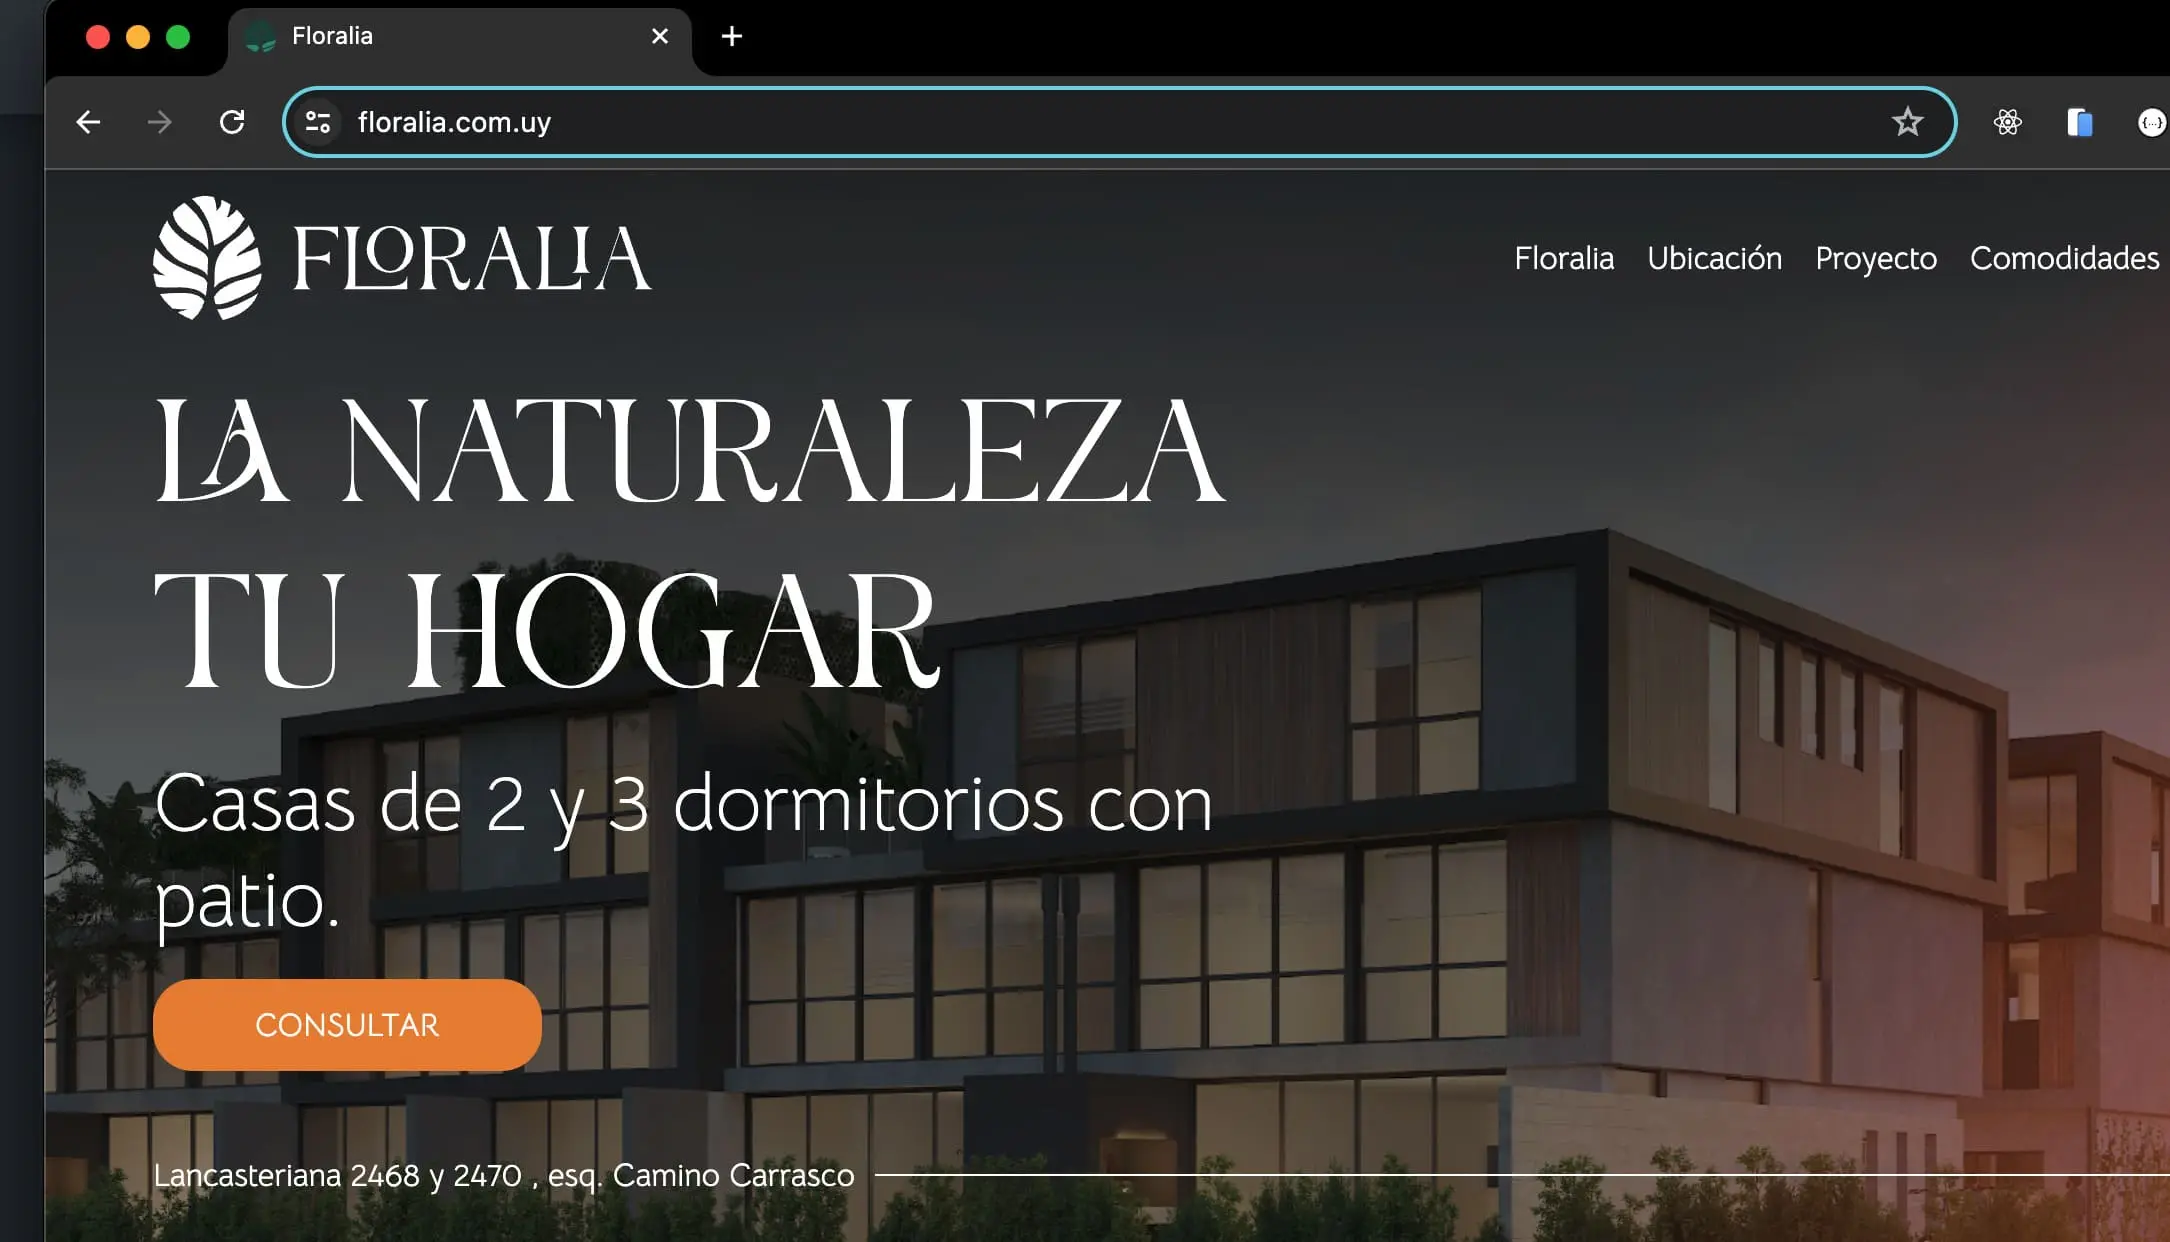 Floralia
floralia.com.uy
FLORALIA
Floralia Ubicación Proyecto Comodidades
LA NATURALEZA
TU HOGAR
Casas de 2 y 3 dormitorios con
patio.
CONSULTAR
Lancasteriana 2468 y 2470 , esq. Camino Carrasco